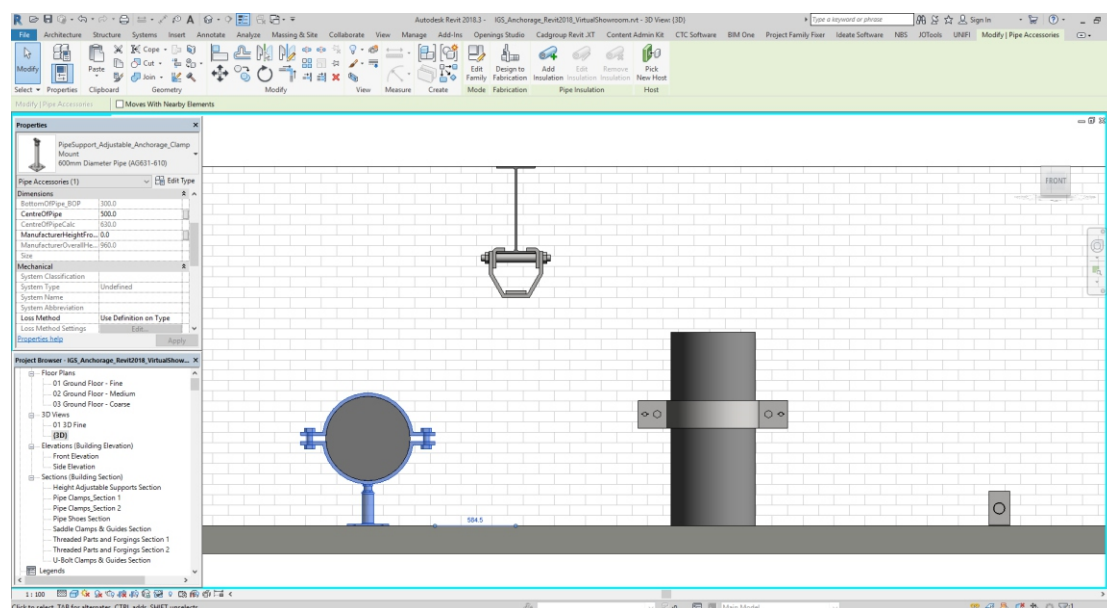 Autodesk Revit 2018.3 - IGS_Anchorage_Revit2018_VirtualShowroom.rvt - 3D View: {3D}
Type a keyword or phrase
Sign In
File Architecture Structure Systems Insert Annotate Analyze Massing & Site Collaborate View Manage Add-Ins Openings Studio Cadgroup Revit JIT Content Admin Kit CTC Software BIM One Project Family Fixer Ideate Software NBS JOTools UNIFI Modify | Pipe Accessories
Cope
Cut
Join
Modify
Paste
Edit Family
Design to Fabrication
Add Insulation
Edit Insulation
Remove Insulation
Pick New Host
Select Properties Clipboard Geometry Modify View Measure Create Mode Fabrication Pipe Insulation Host
Modify | Pipe Accessories
Moves With Nearby Elements
Properties
PipeSupport_Adjustable_Anchorage_Clamp
Mount
600mm Diameter Pipe (AG631-610)
Pipe Accessories (1)
Edit Type
Dimensions
BottomOfPipe_BOP 300.0
CentreOfPipe 500.0
CentreOfPipeCalc 630.0
ManufacturerHeightFro... 0.0
ManufacturerOverallHe... 960.0
Size
Mechanical
System Classification
System Type Undefined
System Name
System Abbreviation
Loss Method Use Definition on Type
Loss Method Settings Edit...
Properties help
Apply
Project Browser - IGS_Anchorage_Revit2018_VirtualShow...
Floor Plans
01 Ground Floor - Fine
02 Ground Floor - Medium
03 Ground Floor - Coarse
3D Views
01 3D Fine
{3D}
Elevations (Building Elevation)
Front Elevation
Side Elevation
Sections (Building Section)
Height Adjustable Supports Section
Pipe Clamps_Section 1
Pipe Clamps_Section 2
Pipe Shoes Section
Saddle Clamps & Guides Section
Threaded Parts and Forgings Section 1
Threaded Parts and Forgings Section 2
U-Bolt Clamps & Guides Section
Legends
FRONT
584.5
1 : 100
Click to select, TAB for alternates, CTRL adds, SHIFT unselects.
Main Model